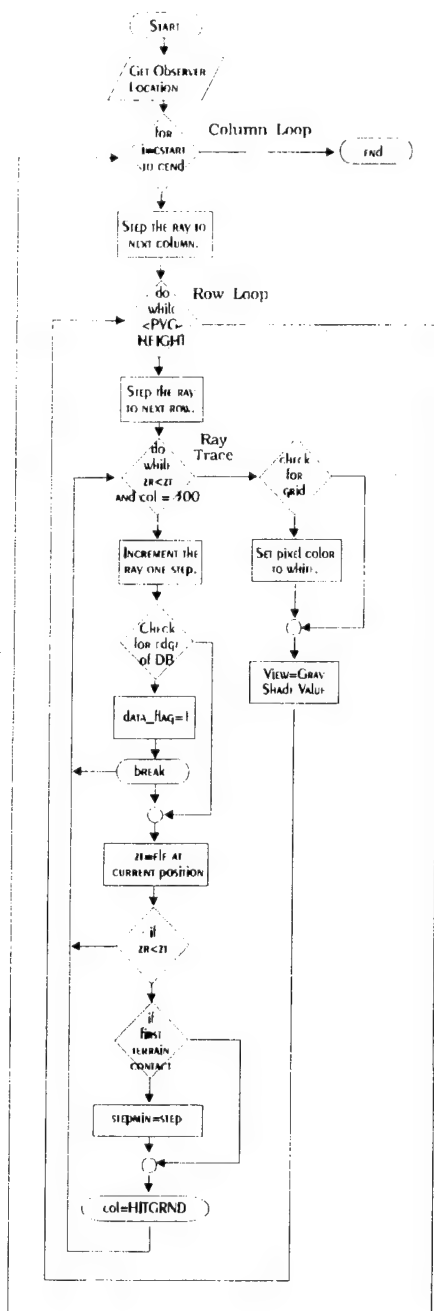 START
GET OBSERVER
LOCATION
for
i=CSTART
TO CEND
Column Loop
END
STEP THE RAY TO
NEXT COLUMN.
do
while
HEIGHT
Row Loop
STEP THE RAY
TO NEXT ROW.
do
while
ZR<ZT
AND col = 400
Ray
Trace
CHECK
FOR
GRID
INCREMENT THE
RAY ONE STEP.
SET PIXEL COLOR
TO WHITE.
CHECK
FOR EDGE
OF DB
VIEW=GRAY
SHADE VALUE
DATA_FLAG=1
BREAK
AT
CURRENT POSITION
if
ZR<ZT
if
FIRST
TERRAIN
CONTACT
STEPMIN=STEP
col=HITGRND